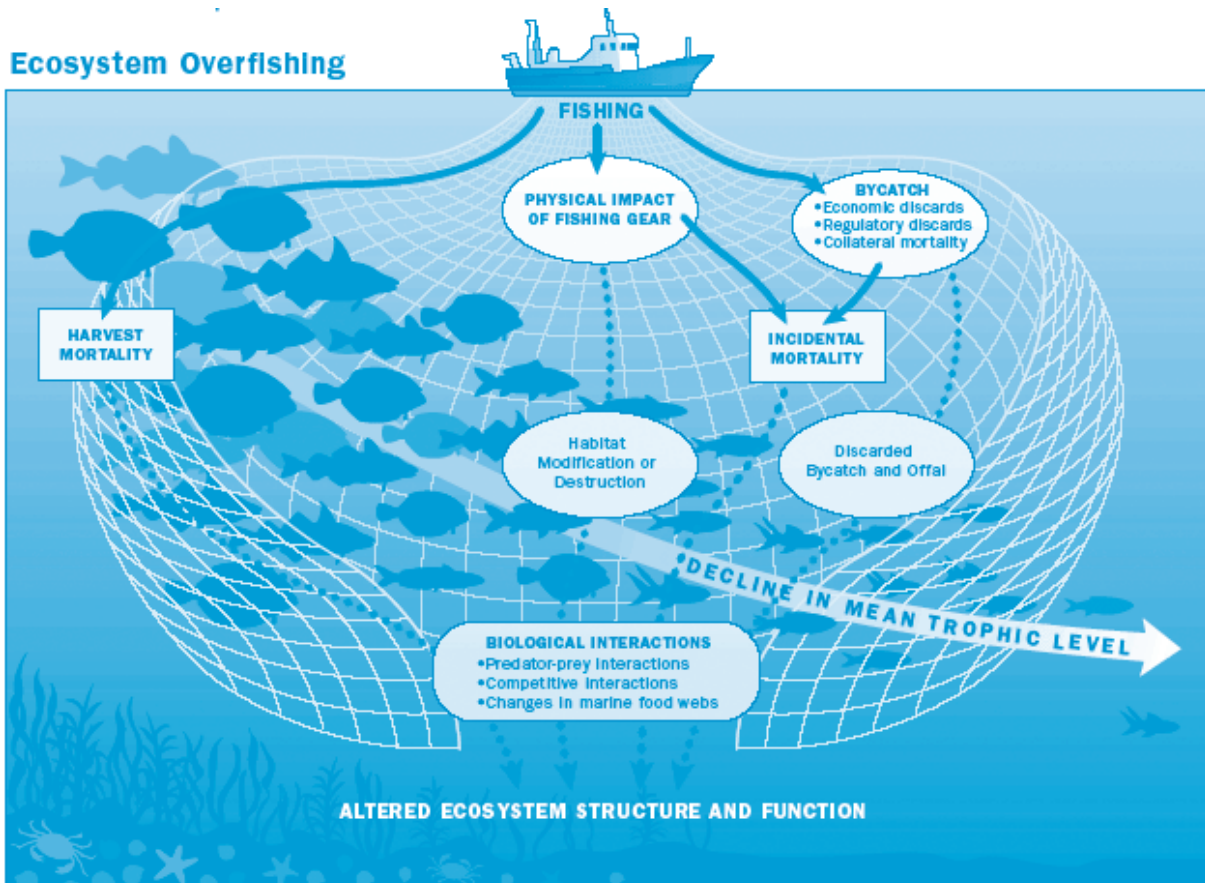 Ecosystem Overfishing
FISHING
PHYSICAL IMPACT
OF FISHING GEAR
BYCATCH
•Economic discards
•Regulatory discards
•Collateral mortality
HARVEST
MORTALITY
INCIDENTAL
MORTALITY
Habitat
Modification or
Destruction
Discarded
Bycatch and Offal
DECLINE IN MEAN TROPHIC LEVEL
BIOLOGICAL INTERACTIONS
•Predator-prey interactions
•Competitive interactions
•Changes in marine food webs
ALTERED ECOSYSTEM STRUCTURE AND FUNCTION